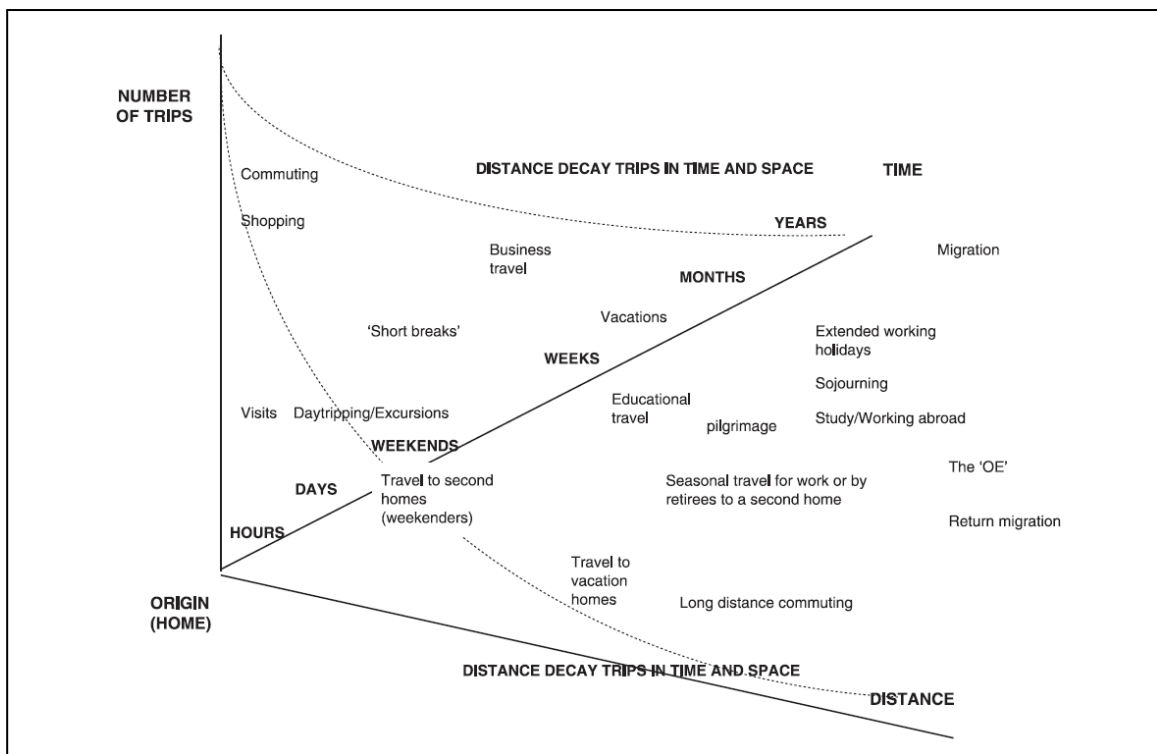 NUMBER
OF TRIPS
Commuting
DISTANCE DECAY TRIPS IN TIME AND SPACE
TIME
Shopping
YEARS
Business
travel
Migration
MONTHS
Vacations
'Short breaks'
Extended working
holidays
WEEKS
Sojourning
Educational
travel
Visits
Daytripping/Excursions
Study/Working abroad
pilgrimage
WEEKENDS
The 'OE'
Travel to second
homes
(weekenders)
Seasonal travel for work or by
retirees to a second home
DAYS
Return migration
HOURS
Travel to
vacation
homes
Long distance commuting
ORIGIN
(HOME)
DISTANCE DECAY TRIPS IN TIME AND SPACE
DISTANCE